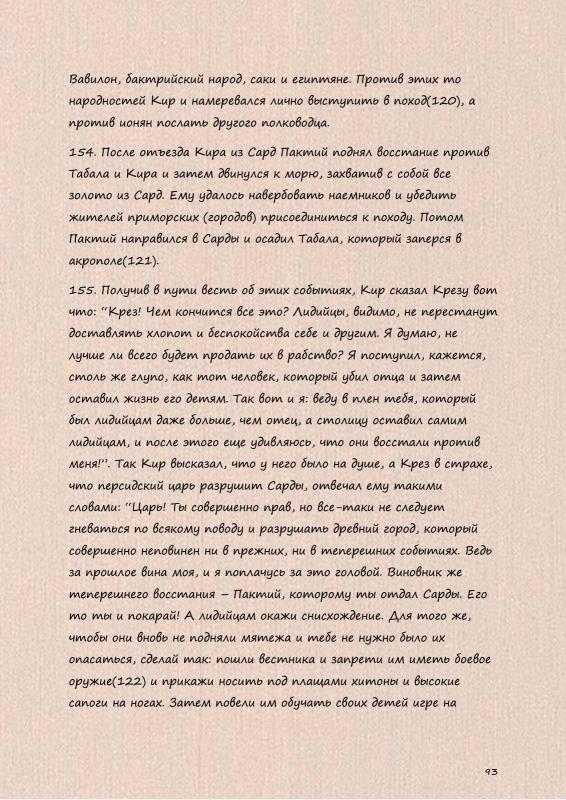 Вавилон, бактрийский народ, саки и египтяне. Против этих то
народностей Кир и намеревался лично выступить в поход(120), а
против ионян послать другого полководца.
154. После отъезда Кира из Сард Пактий поднял восстание против
Табала и Кира и затем двинулся к морю, захватив с собой все
золото из Сард. Ему удалось навербовать наемников и убедить
жителей приморских (городов) присоединиться к походу. Потом
Пактий направился в Сарды и осадил Табала, который заперся в
акрополе(121).
155. Получив в пути весть об этих событиях, Кир сказал Крезу вот
что: “Крез! Чем кончится все это? Лидийцы, видимо, не перестанут
доставлять хлопот и беспокойства себе и другим. Я думаю, не
лучше ли всего будет продать их в рабство? Я поступил, кажется,
столь же глупо, как тот человек, который убил отца и затем
оставил жизнь его детям. Так вот и я: веду в плен тебя, который
был лидийцам даже больше, чем отец, а столицу оставил самим
лидийцам, и после этого еще удивляюсь, что они восстали против
меня!”. Так Кир высказал, что у него было на душе, а Крез в страхе,
что персидский царь разрушит Сарды, отвечал ему такими
словами: “Царь! Ты совершенно прав, но все-таки не следует
гневаться по всякому поводу и разрушать древний город, который
совершенно неповинен ни в прежних, ни в теперешних событиях. Ведь
за прошлое вина моя, и я поплачусь за это головой. Виновник же
теперешнего восстания – Пактий, которому ты отдал Сарды. Его
то ты и покарай! А лидийцам окажи снисхождение. Для того же,
чтобы они вновь не подняли мятежа и тебе не нужно было их
опасаться, сделай так: пошли вестника и запрети им иметь боевое
оружие(122) и прикажи носить под плащами хитоны и высокие
сапоги на ногах. Затем повели им обучать своих детей игре на
93